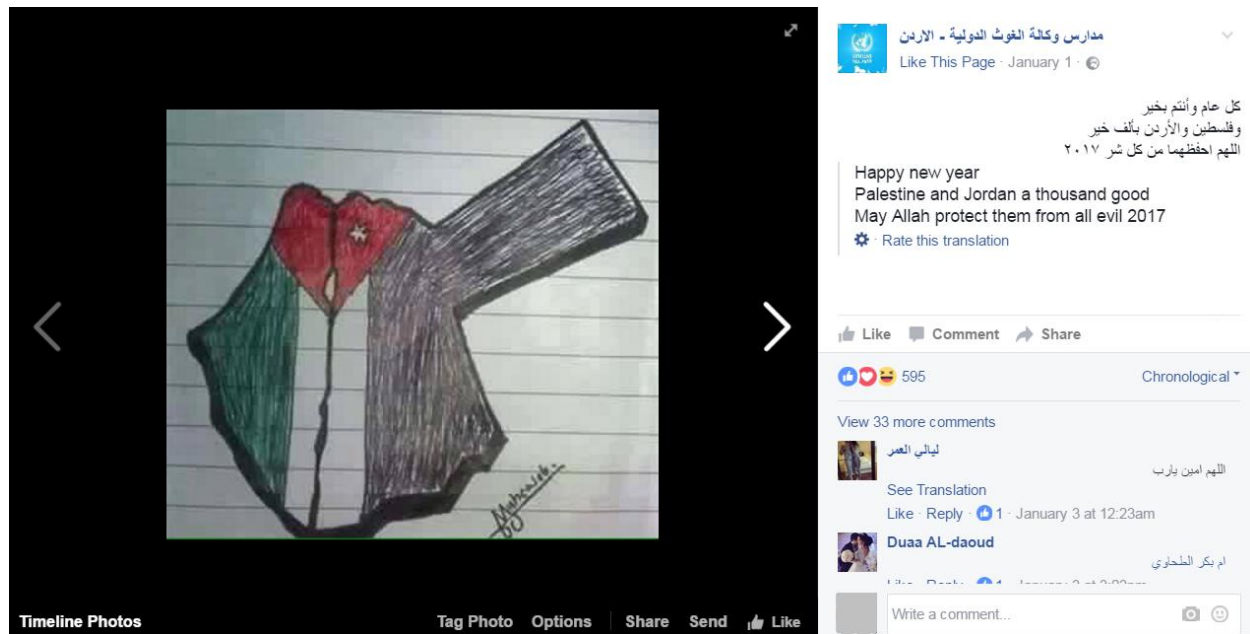 مدارس وكالة الغوث الدولية - الاردن
Like This Page · January 1 ·
كل عام وأنتم بخير
وفلسطين والأردن بألف خير
اللهم احفظهما من كل شر ٢٠١٧
Happy new year
Palestine and Jordan a thousand good
May Allah protect them from all evil 2017
· Rate this translation
Like Comment Share
595
Chronological
View 33 more comments
ليالي العمر
اللهم امين يارب
See Translation
Like · Reply · 1 · January 3 at 12:23am
Duaa AL-daoud
ام بكر الطحاوي
Write a comment...
Timeline Photos
Tag Photo Options Share Send Like